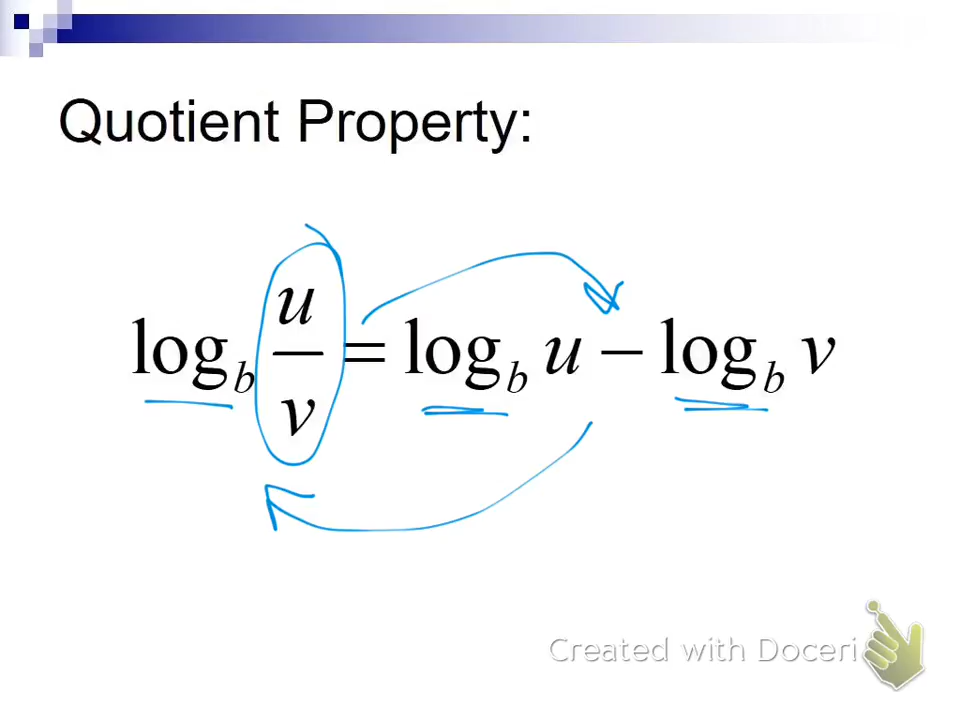 Quotient Property:
log_b u/v = log_b u − log_b v
Created with Doceri